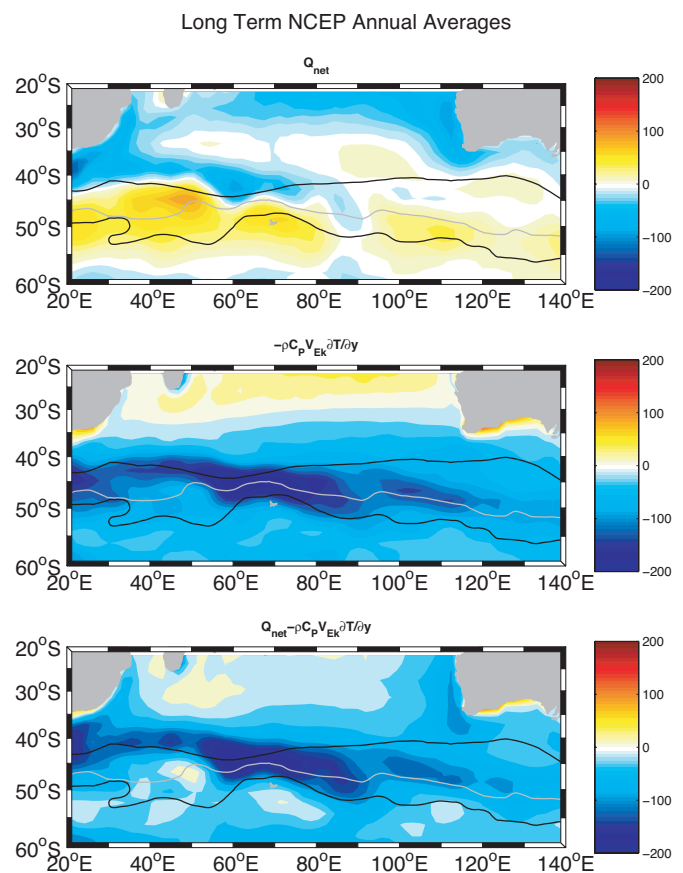 Long Term NCEP Annual Averages
Q_net
20°S
30°S
40°S
50°S
60°S
20°E 40°E 60°E 80°E 100°E 120°E 140°E
200
100
0
−100
−200
-ρC_P V_Ek ∂T/∂y
20°S
30°S
40°S
50°S
60°S
20°E 40°E 60°E 80°E 100°E 120°E 140°E
200
100
0
−100
−200
Q_net-ρC_P V_Ek ∂T/∂y
20°S
30°S
40°S
50°S
60°S
20°E 40°E 60°E 80°E 100°E 120°E 140°E
200
100
0
−100
−200